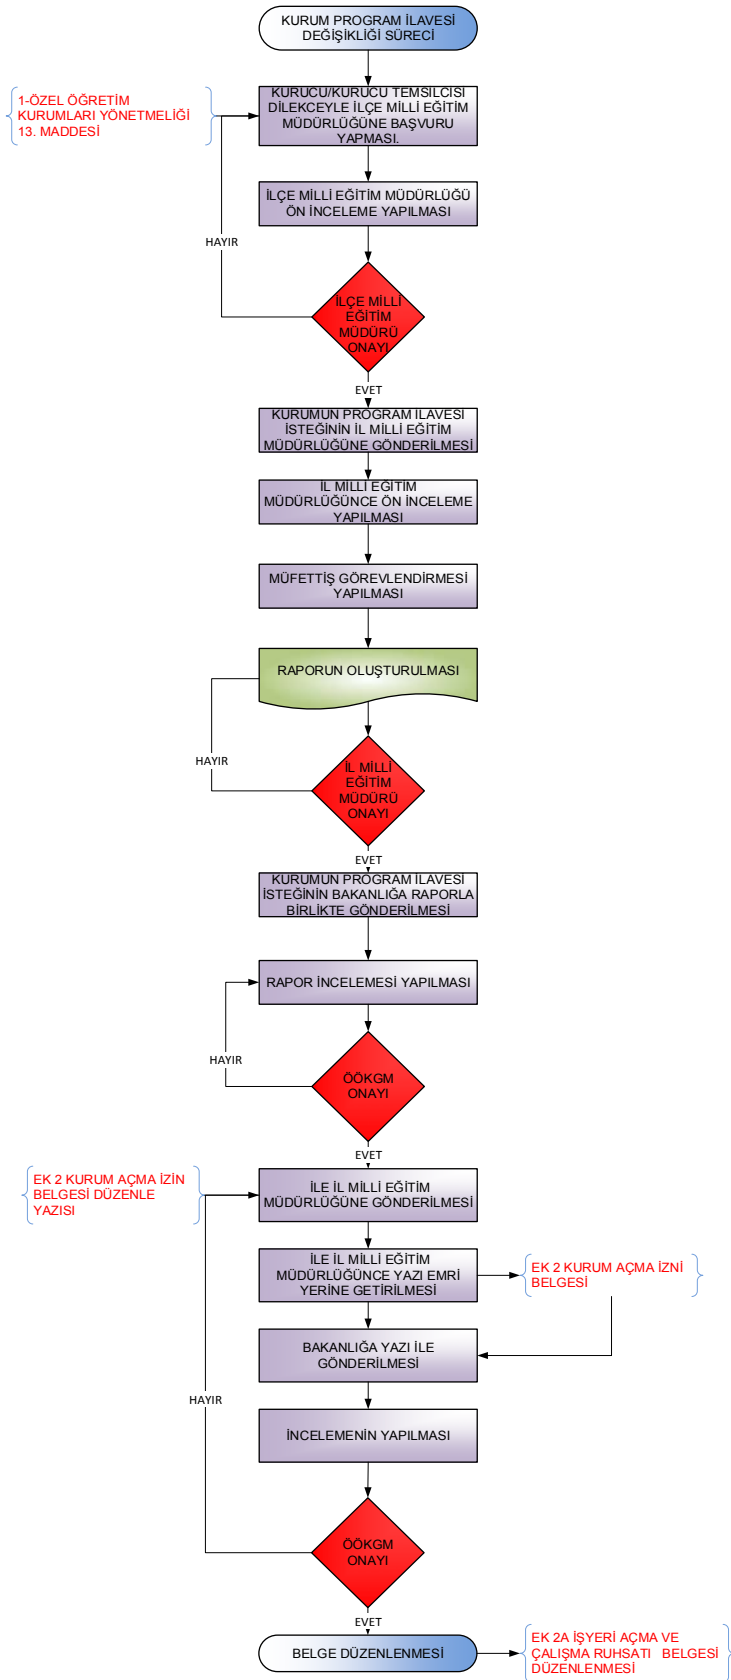 KURUM PROGRAM İLAVESİ
DEĞİŞİKLİĞİ SÜRECİ
1-ÖZEL ÖĞRETİM
KURUMLARI YÖNETMELİĞİ
13. MADDESİ
KURUCU/KURUCU TEMSİLCİSİ
DİLEKCEYLE İLÇE MİLLİ EĞİTİM
MÜDÜRLÜĞÜNE BAŞVURU
YAPMASI.
İLÇE MİLLİ EĞİTİM MÜDÜRLÜĞÜ
ÖN İNCELEME YAPILMASI
HAYIR
İLÇE MİLLİ
EĞİTİM
MÜDÜRÜ
ONAYI
EVET
KURUMUN PROGRAM İLAVESİ
İSTEĞİNİN İL MİLLİ EĞİTİM
MÜDÜRLÜĞÜNE GÖNDERİLMESİ
İL MİLLİ EĞİTİM
MÜDÜRLÜĞÜNCE ÖN İNCELEME
YAPILMASI
MÜFETTİŞ GÖREVLENDİRMESİ
YAPILMASI
RAPORUN OLUŞTURULMASI
HAYIR
İL MİLLİ
EĞİTİM
MÜDÜRÜ
ONAYI
EVET
KURUMUN PROGRAM İLAVESİ
İSTEĞİNİN BAKANLIĞA RAPORLA
BİRLİKTE GÖNDERİLMESİ
RAPOR İNCELEMESİ YAPILMASI
HAYIR
ÖÖKGM
ONAYI
EVET
EK 2 KURUM AÇMA İZİN
BELGESİ DÜZENLE
YAZISI
İLE İL MİLLİ EĞİTİM
MÜDÜRLÜĞÜNE GÖNDERİLMESİ
İLE İL MİLLİ EĞİTİM
MÜDÜRLÜĞÜNCE YAZI EMRİ
YERİNE GETİRİLMESİ
EK 2 KURUM AÇMA İZNİ
BELGESİ
BAKANLIĞA YAZI İLE
GÖNDERİLMESİ
HAYIR
İNCELEMENİN YAPILMASI
ÖÖKGM
ONAYI
EVET
BELGE DÜZENLENMESİ
EK 2A İŞYERİ AÇMA VE
ÇALIŞMA RUHSATI BELGESİ
DÜZENLENMESİ